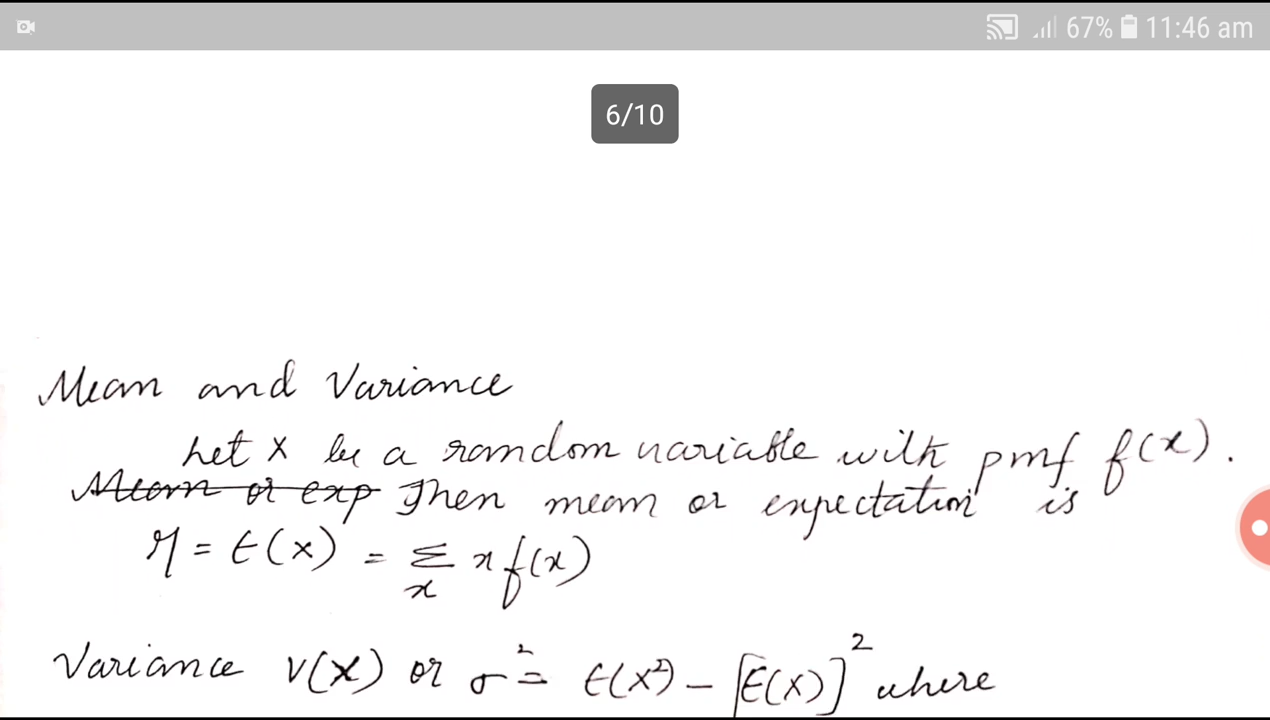 67% 11:46 am
6/10
Mean and Variance
Let X be a random variable with pmf f(x).
Mean or exp Then mean or expectation is
η = E(X) = Σ x f(x)
x
Variance V(X) or σ² = E(X²) - [E(X)]² where